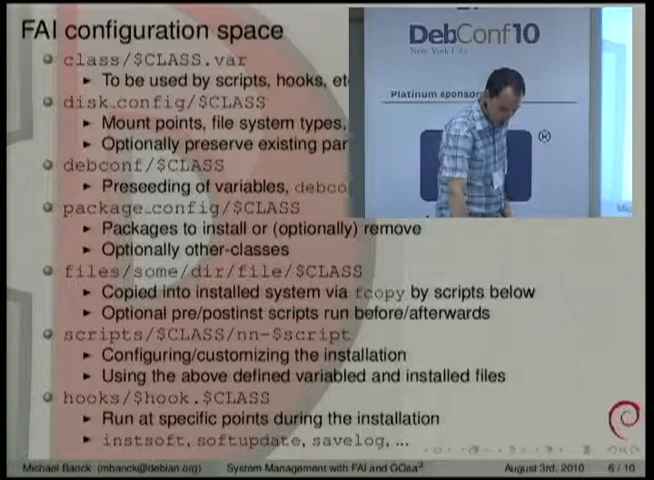 FAI configuration space
class/$CLASS.var
To be used by scripts, hooks, et
disk_config/$CLASS
Mount points, file system types,
Optionally preserve existing par
debconf/$CLASS
Preseeding of variables, debco
package_config/$CLASS
Packages to install or (optionally) remove
Optionally other-classes
files/some/dir/file/$CLASS
Copied into installed system via fcopy by scripts below
Optional pre/postinst scripts run before/afterwards
scripts/$CLASS/nn-$script
Configuring/customizing the installation
Using the above defined variabled and installed files
hooks/$hook.$CLASS
Run at specific points during the installation
instsoft, softupdate, savelog, ...
DebConf10
New York City
Platinum sponsor
®
Michael Banck (mbanck@debian.org) System Management with FAI and GOsa² August 3rd, 2010 6 / 10